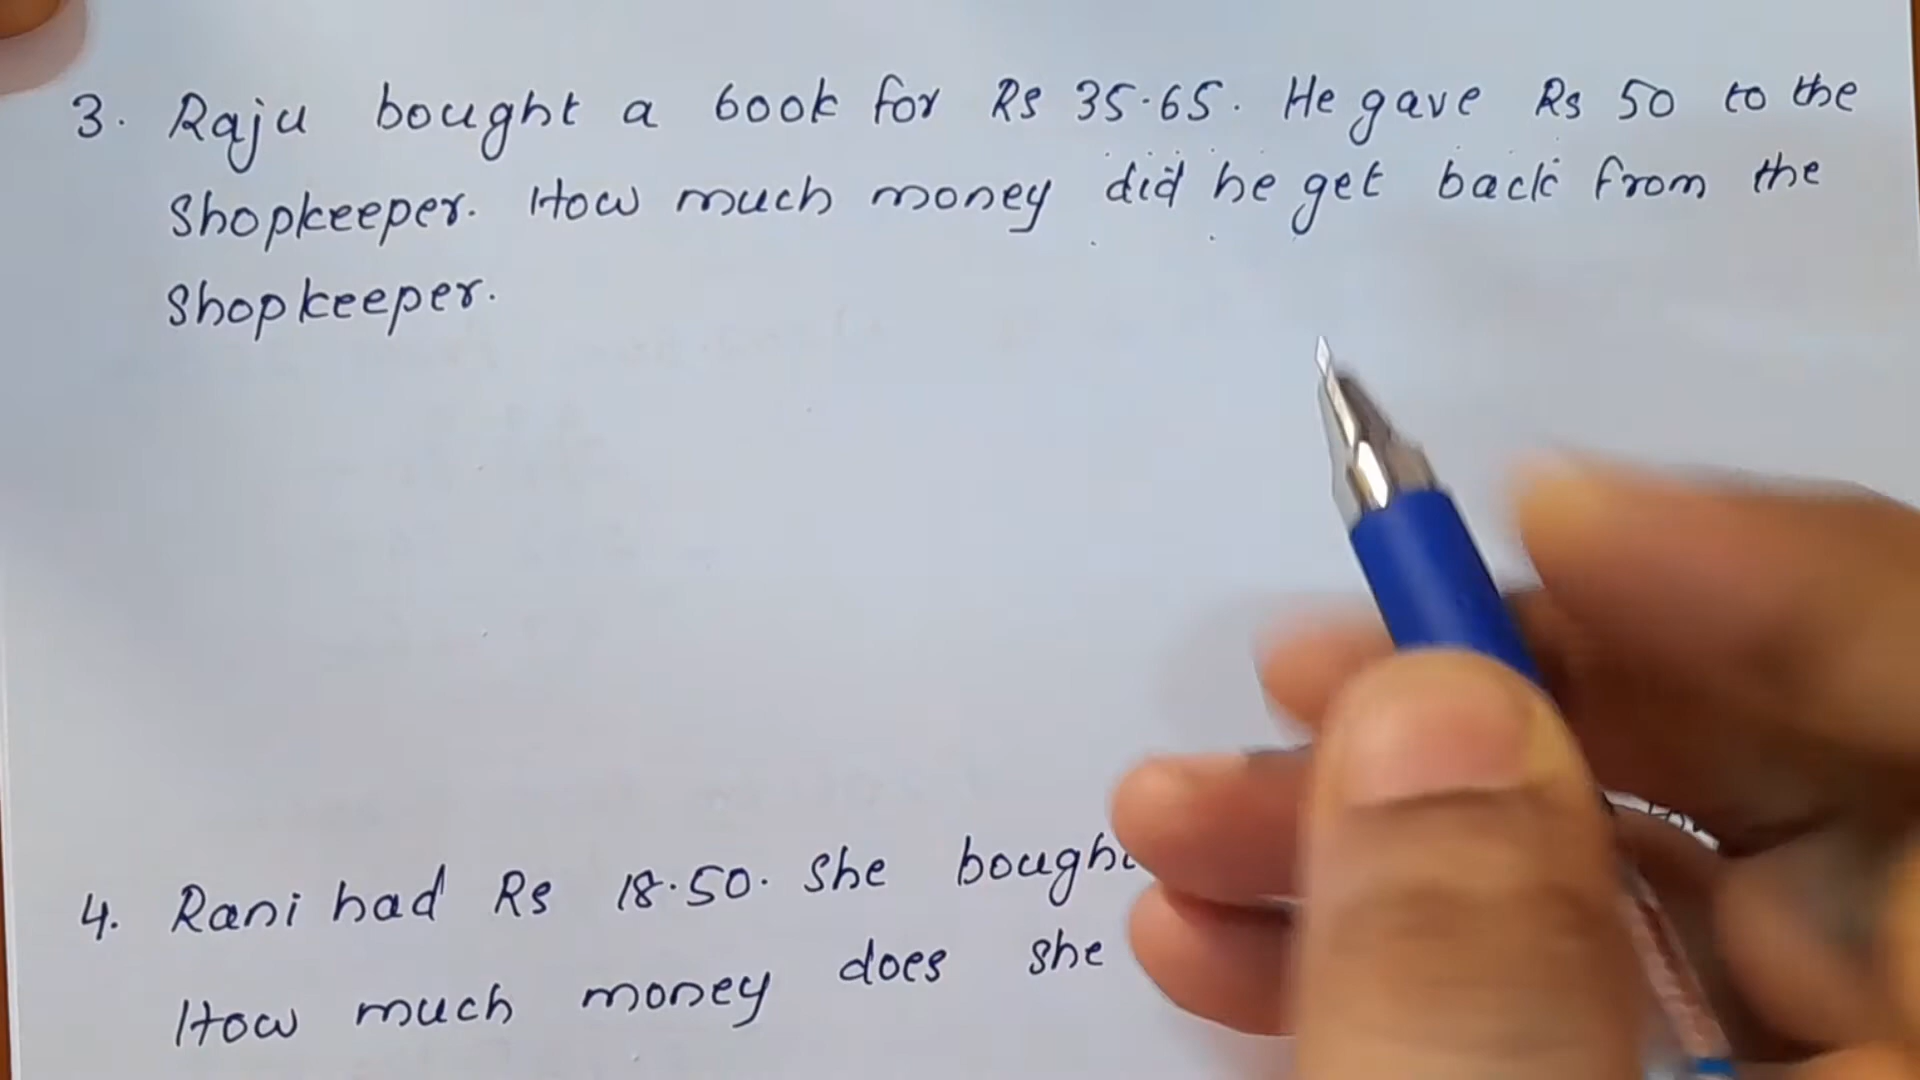 3. Raju bought a book for Rs 35.65. He gave Rs 50 to the
Shopkeeper. How much money did he get back from the
Shopkeeper.
4. Rani had Rs 18.50. She
How much money does she